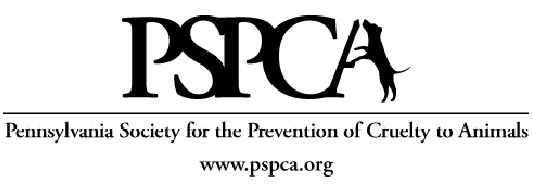 PSPCA
Pennsylvania Society for the Prevention of Cruelty to Animals
www.pspca.org